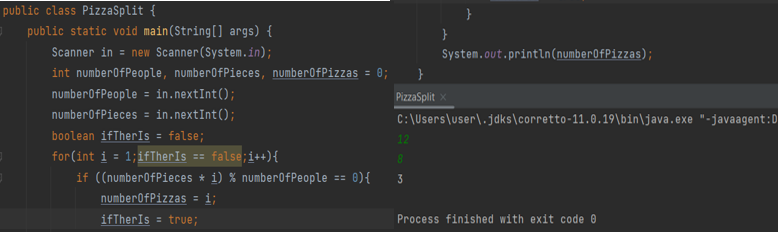 public class PizzaSplit {
public static void main(String[] args) {
Scanner in = new Scanner(System.in);
int numberOfPeople, numberOfPieces, numberOfPizzas = 0;
numberOfPeople = in.nextInt();
numberOfPieces = in.nextInt();
boolean ifTherIs = false;
for(int i = 1;ifTherIs == false;i++){
if ((numberOfPieces * i) % numberOfPeople == 0){
numberOfPizzas = i;
ifTherIs = true;
}
}
System.out.println(numberOfPizzas);
}
PizzaSplit ×
C:\Users\user\.jdks\corretto-11.0.19\bin\java.exe "-javaagent:D
12
8
3
Process finished with exit code 0